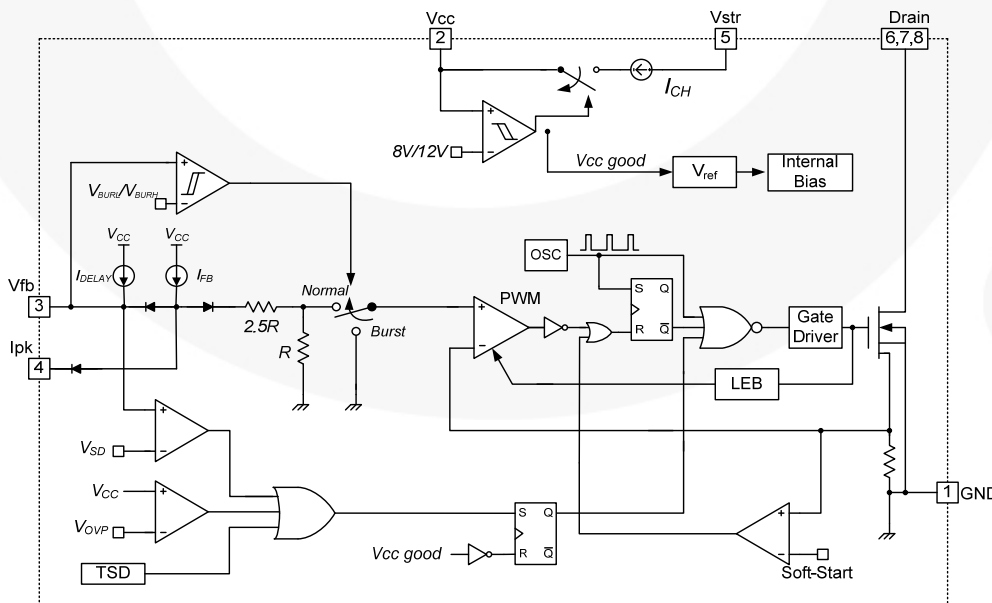 Vcc
Vstr
Drain
2
5
6,7,8
I_CH
8V/12V
Vcc good
V_ref
Internal
Bias
V_BURL/V_BURH
V_CC
V_CC
I_DELAY
I_FB
OSC
Vfb
3
Normal
PWM
S Q
R Q̅
Gate
Driver
2.5R
R
Burst
Ipk
4
LEB
V_SD
V_CC
V_OVP
1
GND
S Q
R Q̅
Vcc good
TSD
Soft-Start
+
−
+
−
+
−
+
−
+
−
+
−